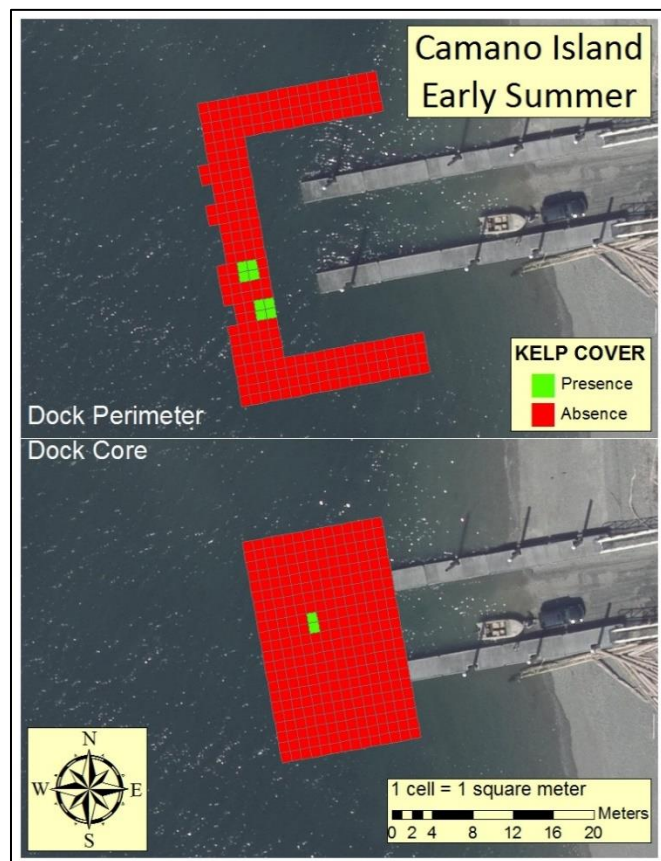 Camano Island
Early Summer
KELP COVER
Presence
Absence
Dock Perimeter
Dock Core
N
W E
S
1 cell = 1 square meter
Meters
0 2 4 8 12 16 20